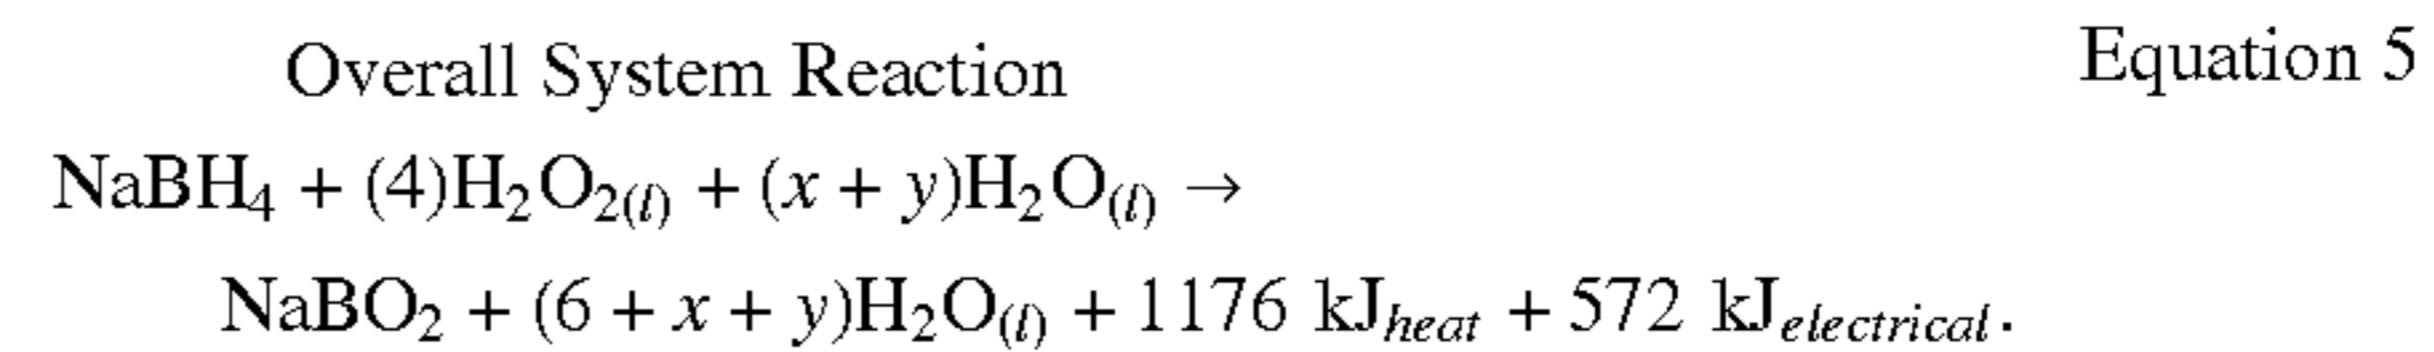 Overall System Reaction Equation 5
NaBH₄ + (4)H₂O₂₍l₎ + (x + y)H₂O₍l₎ →
NaBO₂ + (6 + x + y)H₂O₍l₎ + 1176 kJheat + 572 kJelectrical.